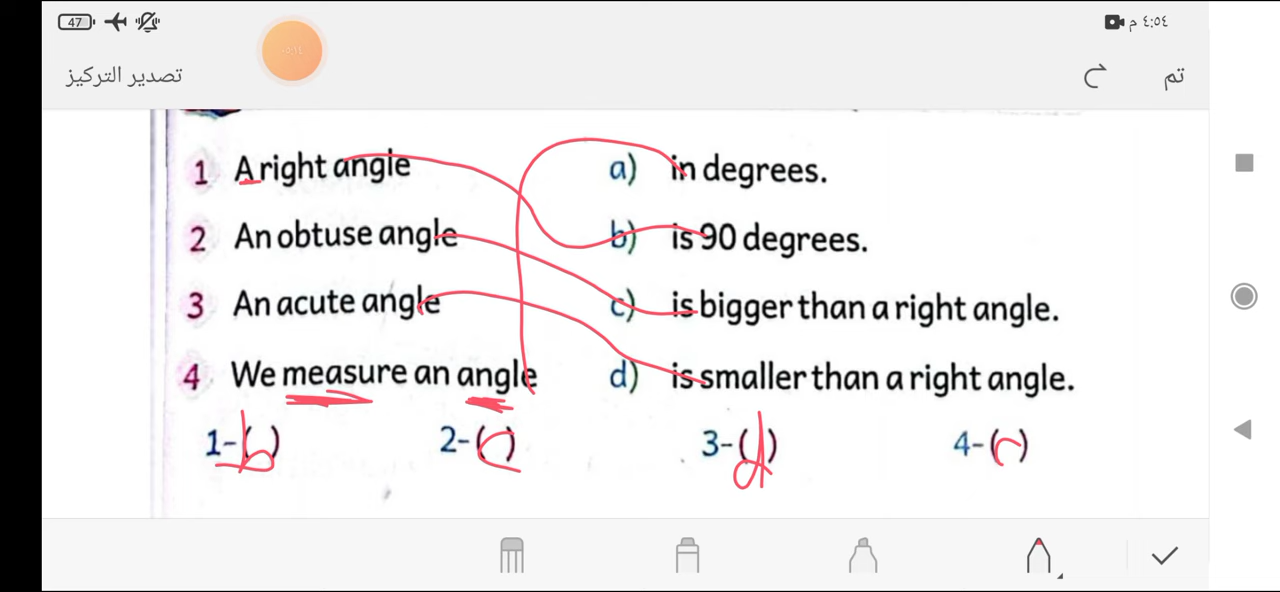 47 ٤:٥٤ م
تصدير التركيز تم
1 A right angle a) in degrees.
2 An obtuse angle b) is 90 degrees.
3 An acute angle c) is bigger than a right angle.
4 We measure an angle d) is smaller than a right angle.
1-(b) 2-(c) 3-(d) 4-( )